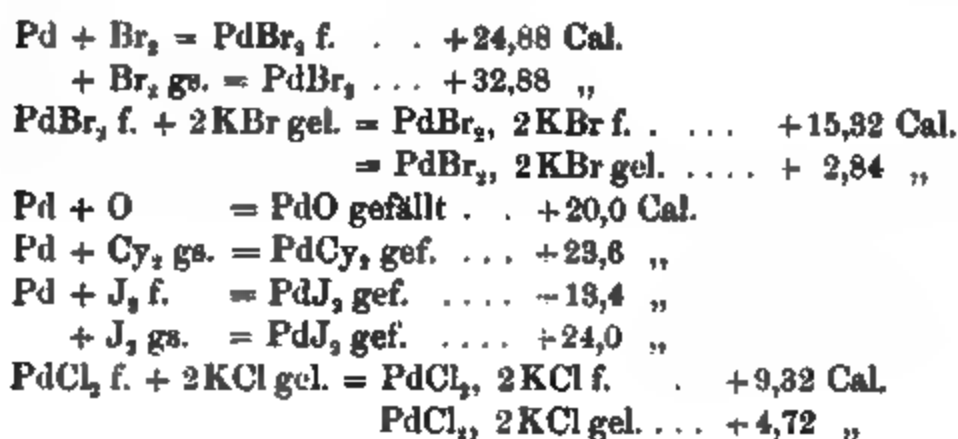 Pd + Br₂ = PdBr₂ f. . . +24,88 Cal.
+ Br₂ gs. = PdBr₂ ... +32,88 „
PdBr₂ f. + 2KBr gel. = PdBr₂, 2KBr f. . ... +15,32 Cal.
= PdBr₂, 2KBr gel. .... + 2,84 „
Pd + O = PdO gefällt . . +20,0 Cal.
Pd + Cy₂ gs. = PdCy₂ gef. ... +23,6 „
Pd + J₂ f. = PdJ₂ gef. .... +13,4 „
+ J₂ gs. = PdJ₂ gef. .... +24,0 „
PdCl₂ f. + 2KCl gel. = PdCl₂, 2KCl f. . +9,32 Cal.
PdCl₂, 2KCl gel. ... +4,72 „